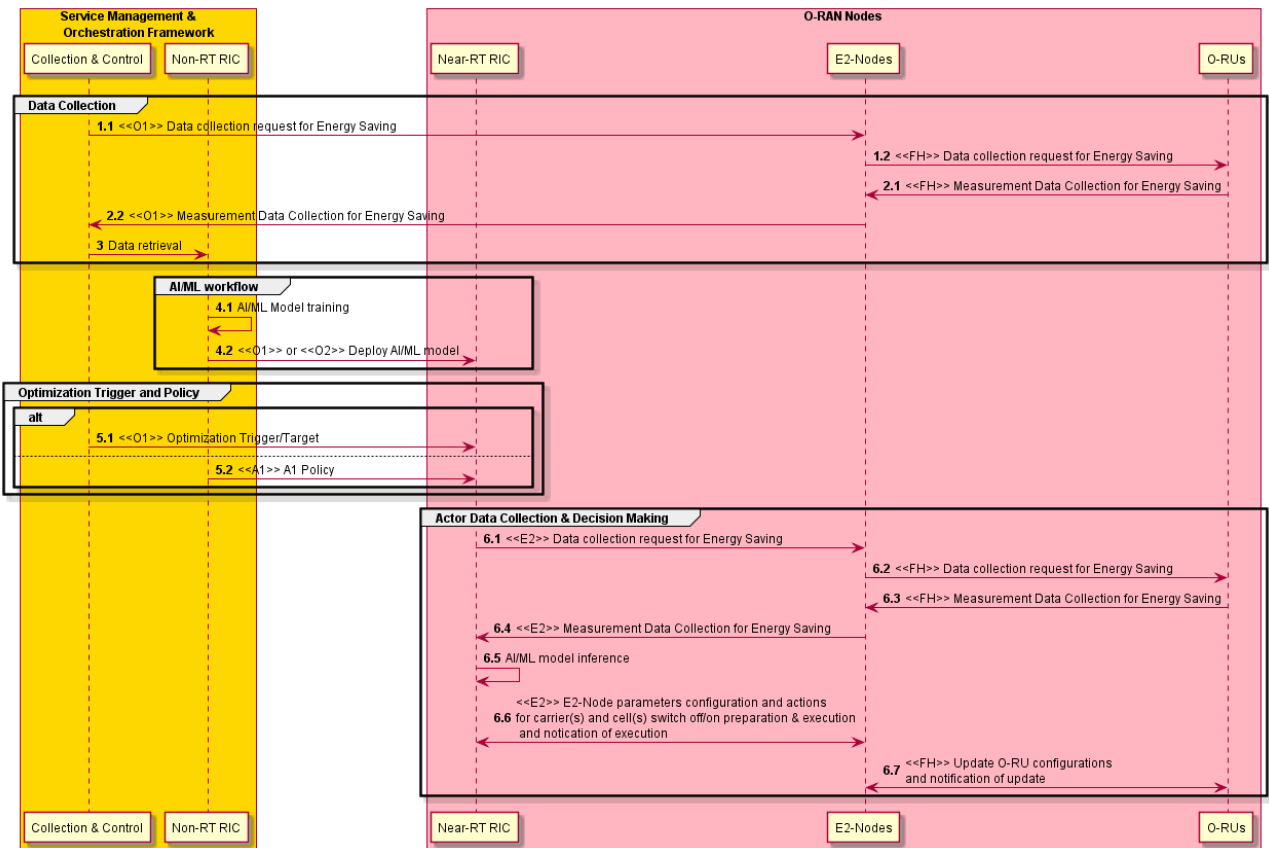 Service Management &
Orchestration Framework
O-RAN Nodes
Collection & Control
Non-RT RIC
Near-RT RIC
E2-Nodes
O-RUs
Data Collection
1.1 <<O1>> Data collection request for Energy Saving
1.2 <<FH>> Data collection request for Energy Saving
2.1 <<FH>> Measurement Data Collection for Energy Saving
2.2 <<O1>> Measurement Data Collection for Energy Saving
3 Data retrieval
AI/ML workflow
4.1 AI/ML Model training
4.2 <<O1>> or <<O2>> Deploy AI/ML model
Optimization Trigger and Policy
alt
5.1 <<O1>> Optimization Trigger/Target
5.2 <<A1>> A1 Policy
Actor Data Collection & Decision Making
6.1 <<E2>> Data collection request for Energy Saving
6.2 <<FH>> Data collection request for Energy Saving
6.3 <<FH>> Measurement Data Collection for Energy Saving
6.4 <<E2>> Measurement Data Collection for Energy Saving
6.5 AI/ML model inference
<<E2>> E2-Node parameters configuration and actions
6.6 for carrier(s) and cell(s) switch off/on preparation & execution
and notication of execution
6.7 <<FH>> Update O-RU configurations
and notification of update
Collection & Control
Non-RT RIC
Near-RT RIC
E2-Nodes
O-RUs